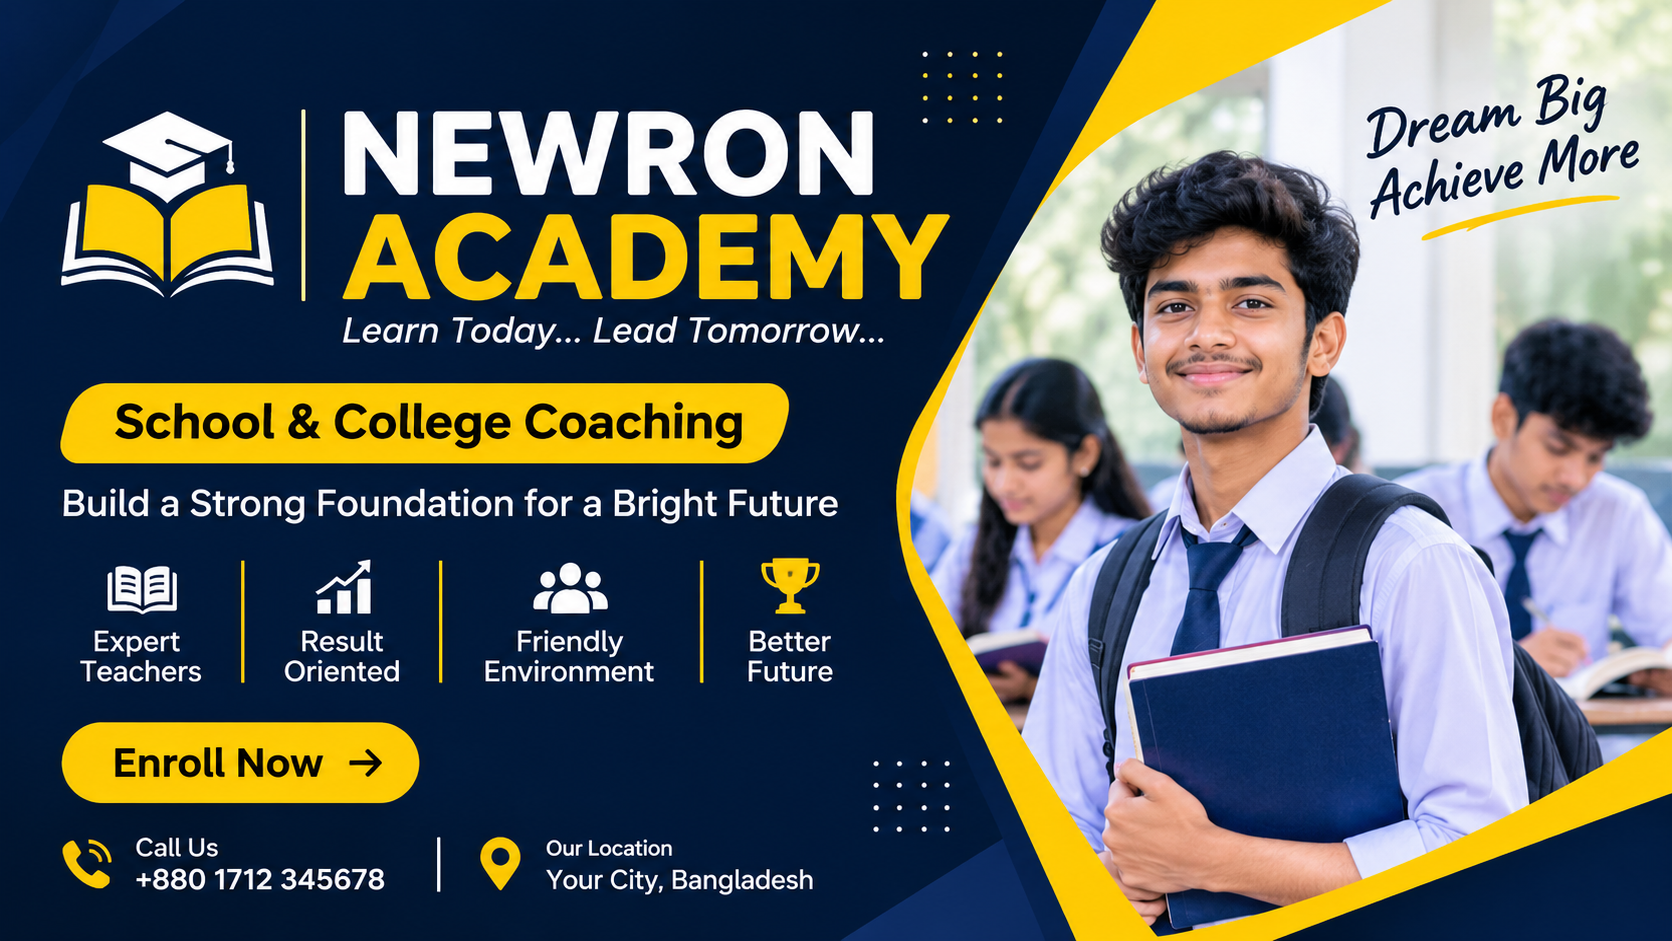 NEWRON
ACADEMY
Learn Today... Lead Tomorrow...
School & College Coaching
Build a Strong Foundation for a Bright Future
Expert
Teachers
Result
Oriented
Friendly
Environment
Better
Future
Enroll Now
Call Us
+880 1712 345678
Our Location
Your City, Bangladesh
Dream Big
Achieve More